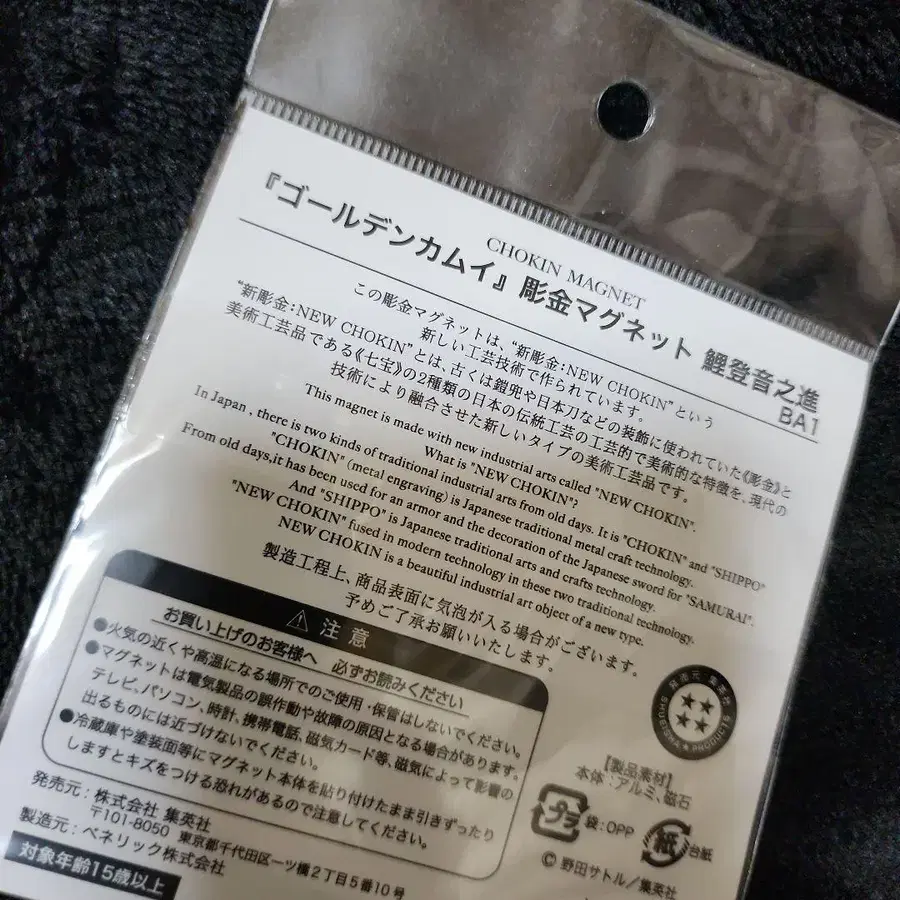 CHOKIN MAGNET
『ゴールデンカムイ』彫金マグネット 鯉登音之進
BA1
この彫金マグネットは、“新彫金：NEW CHOKIN”という
新しい工芸技術で作られています。
“新彫金：NEW CHOKIN”とは、古くは鎧兜や日本刀などの装飾に使われていた《彫金》と
美術工芸品である《七宝》の2種類の日本の伝統工芸の工芸的で美術的な特徴を、現代の
技術により融合させた新しいタイプの美術工芸品です。
This magnet is made with new industrial arts called "NEW CHOKIN".
What is "NEW CHOKIN"?
In Japan , there is two kinds of traditional industrial arts from old days. It is "CHOKIN" and "SHIPPO"
"CHOKIN" (metal engraving) is Japanese traditional metal craft technology.
From old days,it has been used for an armor and the decoration of the Japanese sword for "SAMURAI".
And "SHIPPO" is Japanese traditional arts and crafts technology.
"NEW CHOKIN" fused in modern technology in these two traditional technology.
NEW CHOKIN is a beautiful industrial art object of a new type.
製造工程上、商品表面に気泡が入る場合がございます。
予めご了承お願いいたします。
⚠ 注意
お買い上げのお客様へ 必ずお読みください
●火気の近くや高温になる場所でのご使用・保管はしないでください。
●マグネットは電気製品の誤作動や故障の原因となる場合があります。
テレビ、パソコン、時計、携帯電話、磁気カード等、磁気によって影響の
出るものには近づけないでください。
●冷蔵庫や塗装面等にマグネット本体を貼り付けたまま引きずったり
しますとキズをつける恐れがあるので注意してください。
発売元：株式会社 集英社
〒101-8050 東京都千代田区一ツ橋2丁目5番10号
製造元：ベネリック株式会社
対象年齢15歳以上
発売元 集英社
SHUEISHA PRODUCTS
【製品素材】
本体：アルミ、磁石
プラ 袋：OPP
紙 台紙
© 野田サトル／集英社